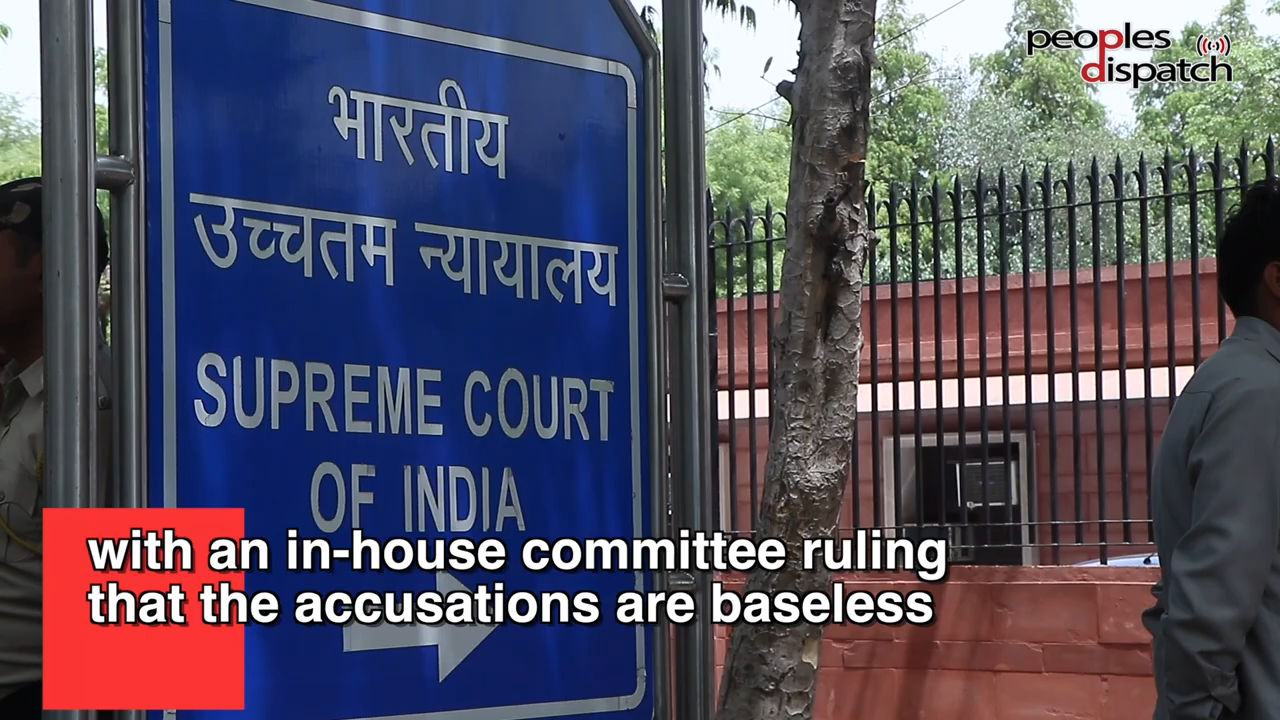 peoples
dispatch
भारतीय
उच्चतम न्यायालय
SUPREME COURT
OF INDIA
with an in-house committee ruling
that the accusations are baseless